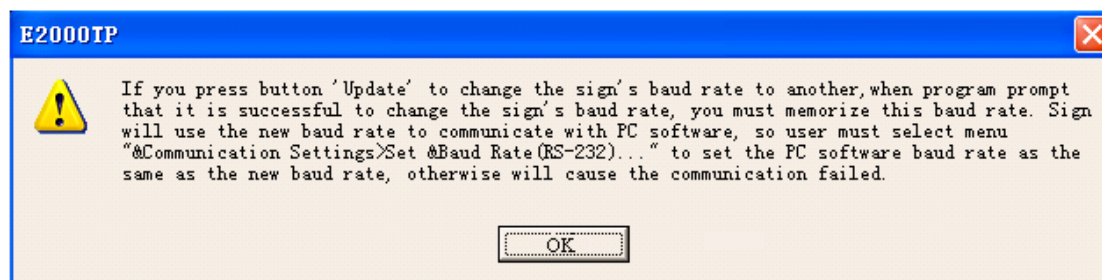 E2000TP
If you press button 'Update' to change the sign's baud rate to another,when program prompt
that it is successful to change the sign's baud rate, you must memorize this baud rate. Sign
will use the new baud rate to communicate with PC software, so user must select menu
"&Communication Settings>Set &Baud Rate(RS-232)..." to set the PC software baud rate as the
same as the new baud rate, otherwise will cause the communication failed.
OK